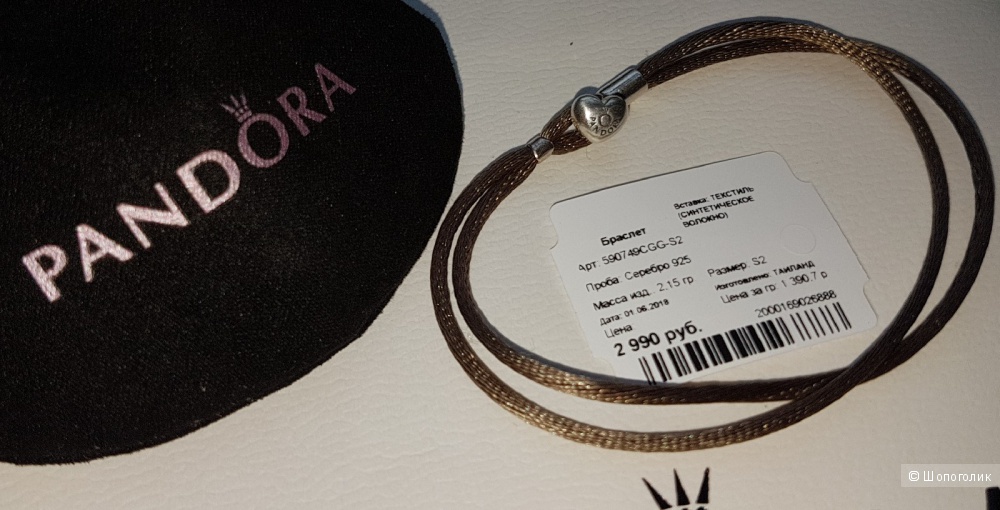 PANDORA
PANDORA
Вставка: ТЕКСТИЛЬ
(СИНТЕТИЧЕСКОЕ
ВОЛОКНО)
Браслет
Арт. 590749CGG-S2
Проба: Серебро 925
Масса изд.: 2.15 гр
Размер: S2
Дата: 01.06.2018
Изготовлено: ТАИЛАНД
Цена
Цена за гр: 1 390,7 р
2 990 руб.
2000169026888
© Шопоголик